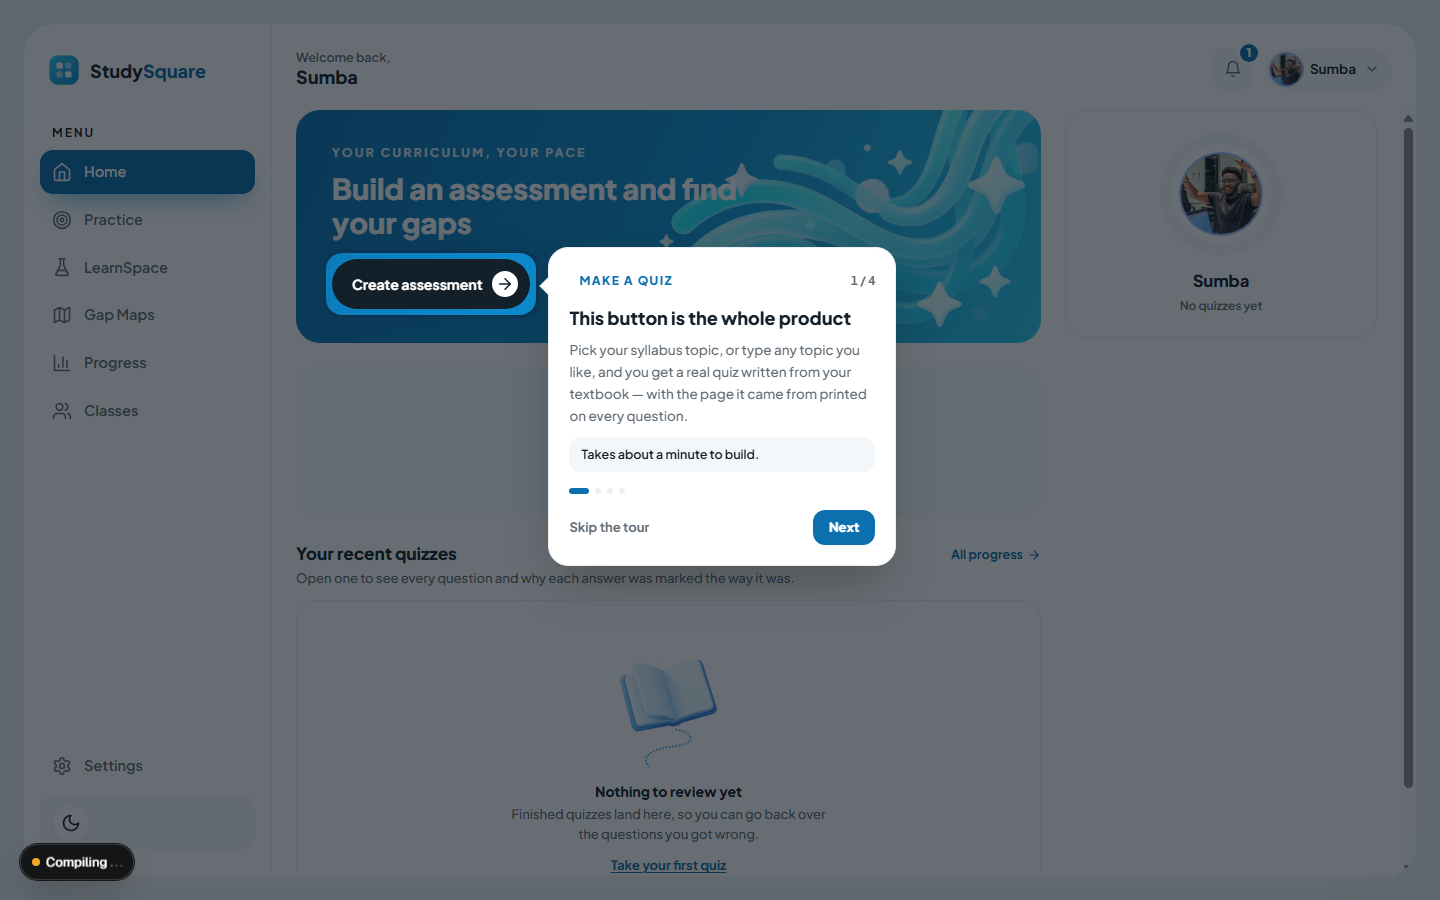 StudySquare
MENU
Home
Practice
LearnSpace
Gap Maps
Progress
Classes
Settings
Compiling ...
Welcome back,
Sumba
1
Sumba
YOUR CURRICULUM, YOUR PACE
Build an assessment and find
your gaps
Create assessment
MAKE A QUIZ
1/4
This button is the whole product
Pick your syllabus topic, or type any topic you
like, and you get a real quiz written from your
textbook — with the page it came from printed
on every question.
Takes about a minute to build.
Skip the tour
Next
Sumba
No quizzes yet
Your recent quizzes
All progress
Open one to see every question and why each answer was marked the way it was.
Nothing to review yet
Finished quizzes land here, so you can go back over
the questions you got wrong.
Take your first quiz